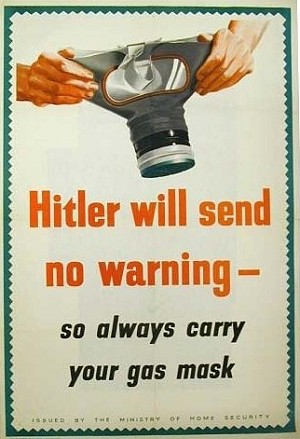 Hitler will send
no warning –
so always carry
your gas mask
ISSUED BY THE MINISTRY OF HOME SECURITY